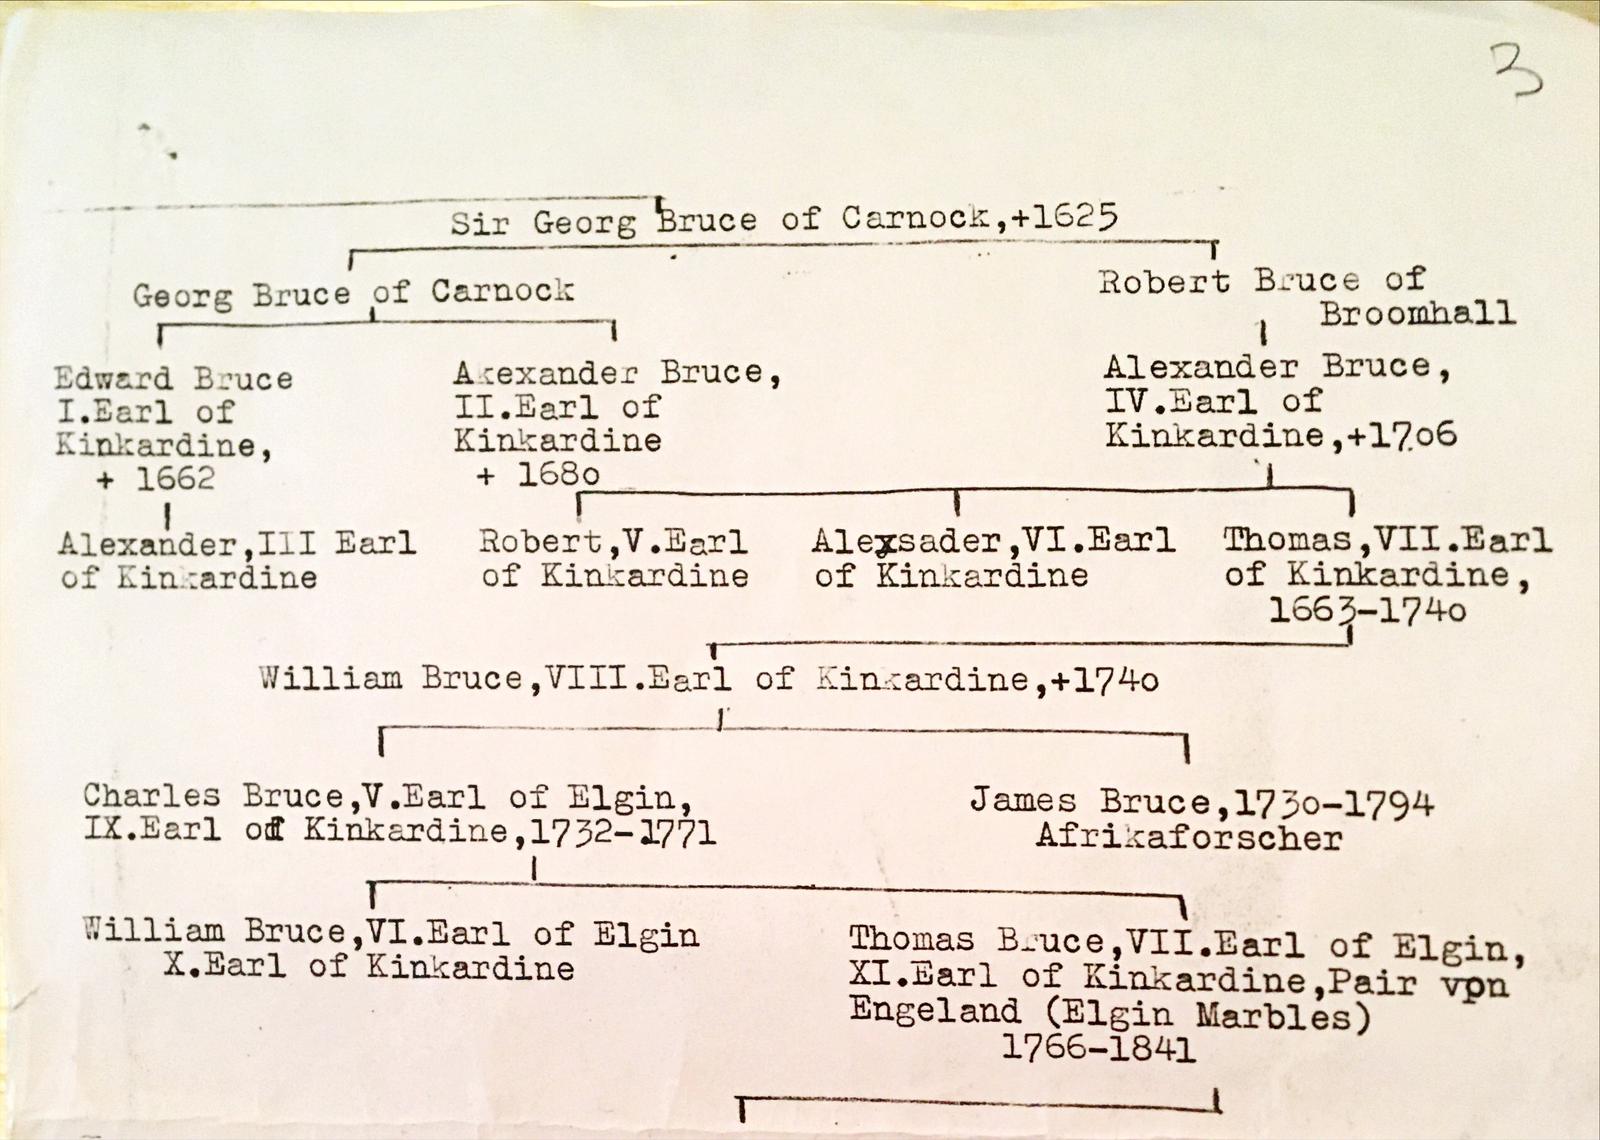 3
Sir Georg Bruce of Carnock,+1625
Georg Bruce of Carnock
Robert Bruce of
Broomhall
Edward Bruce
I.Earl of
Kinkardine,
+ 1662
Akexander Bruce,
II.Earl of
Kinkardine
+ 168o
Alexander Bruce,
IV.Earl of
Kinkardine,+17o6
Alexander,III Earl
of Kinkardine
Robert,V.Earl
of Kinkardine
Alexsader,VI.Earl
of Kinkardine
Thomas,VII.Earl
of Kinkardine,
1663-174o
William Bruce,VIII.Earl of Kinkardine,+174o
Charles Bruce,V.Earl of Elgin,
IX.Earl of Kinkardine,1732-1771
James Bruce,173o-1794
Afrikaforscher
William Bruce,VI.Earl of Elgin
X.Earl of Kinkardine
Thomas Bruce,VII.Earl of Elgin,
XI.Earl of Kinkardine,Pair vpn
Engeland (Elgin Marbles)
1766-1841